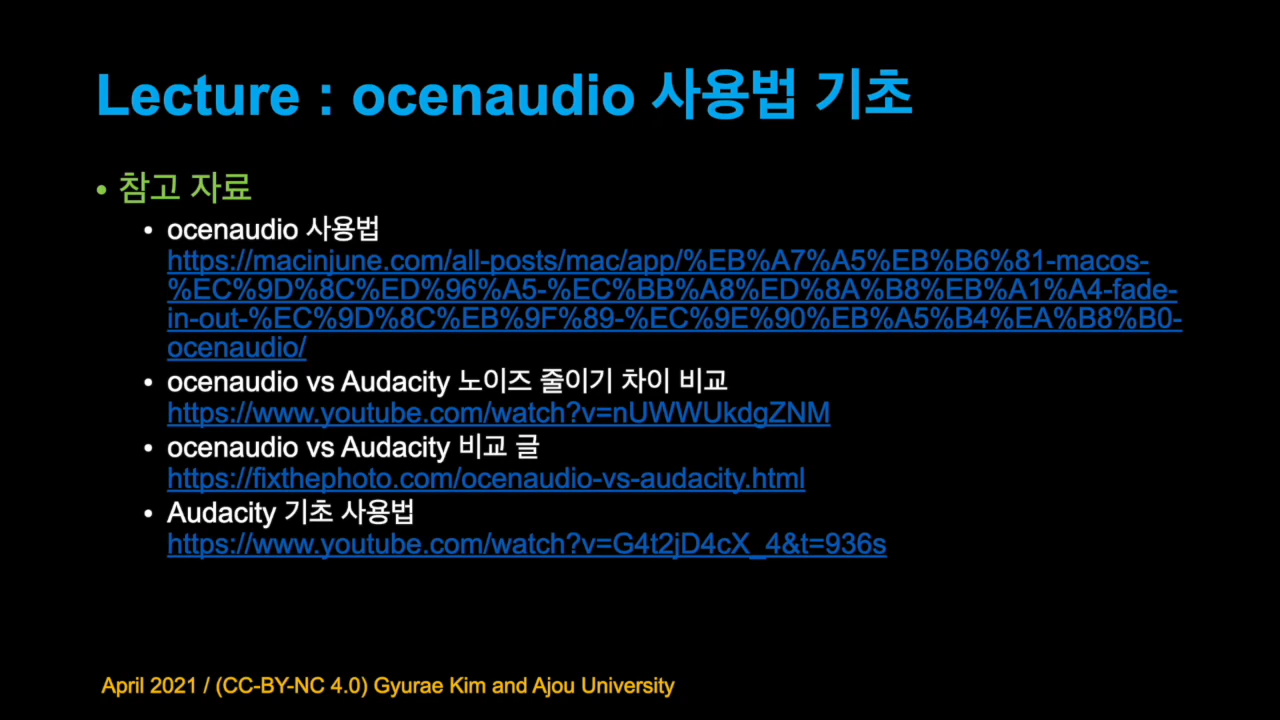 Lecture : ocenaudio 사용법 기초
• 참고 자료
• ocenaudio 사용법
https://macinjune.com/all-posts/mac/app/%EB%A7%A5%EB%B6%81-macos-
%EC%9D%8C%ED%96%A5-%EC%BB%A8%ED%8A%B8%EB%A1%A4-fade-
in-out-%EC%9D%8C%EB%9F%89-%EC%9E%90%EB%A5%B4%EA%B8%B0-
ocenaudio/
• ocenaudio vs Audacity 노이즈 줄이기 차이 비교
https://www.youtube.com/watch?v=nUWWUkdgZNM
• ocenaudio vs Audacity 비교 글
https://fixthephoto.com/ocenaudio-vs-audacity.html
• Audacity 기초 사용법
https://www.youtube.com/watch?v=G4t2jD4cX_4&t=936s
April 2021 / (CC-BY-NC 4.0) Gyurae Kim and Ajou University